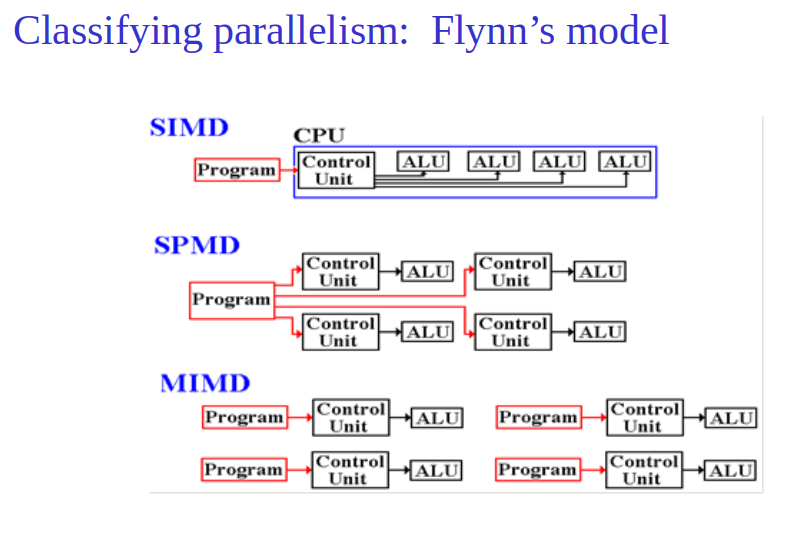 Classifying parallelism:  Flynn’s model
SIMD
CPU
Program
Control
Unit
ALU
ALU
ALU
ALU
SPMD
Program
Control
Unit
ALU
Control
Unit
ALU
Control
Unit
ALU
Control
Unit
ALU
MIMD
Program
Control
Unit
ALU
Program
Control
Unit
ALU
Program
Control
Unit
ALU
Program
Control
Unit
ALU